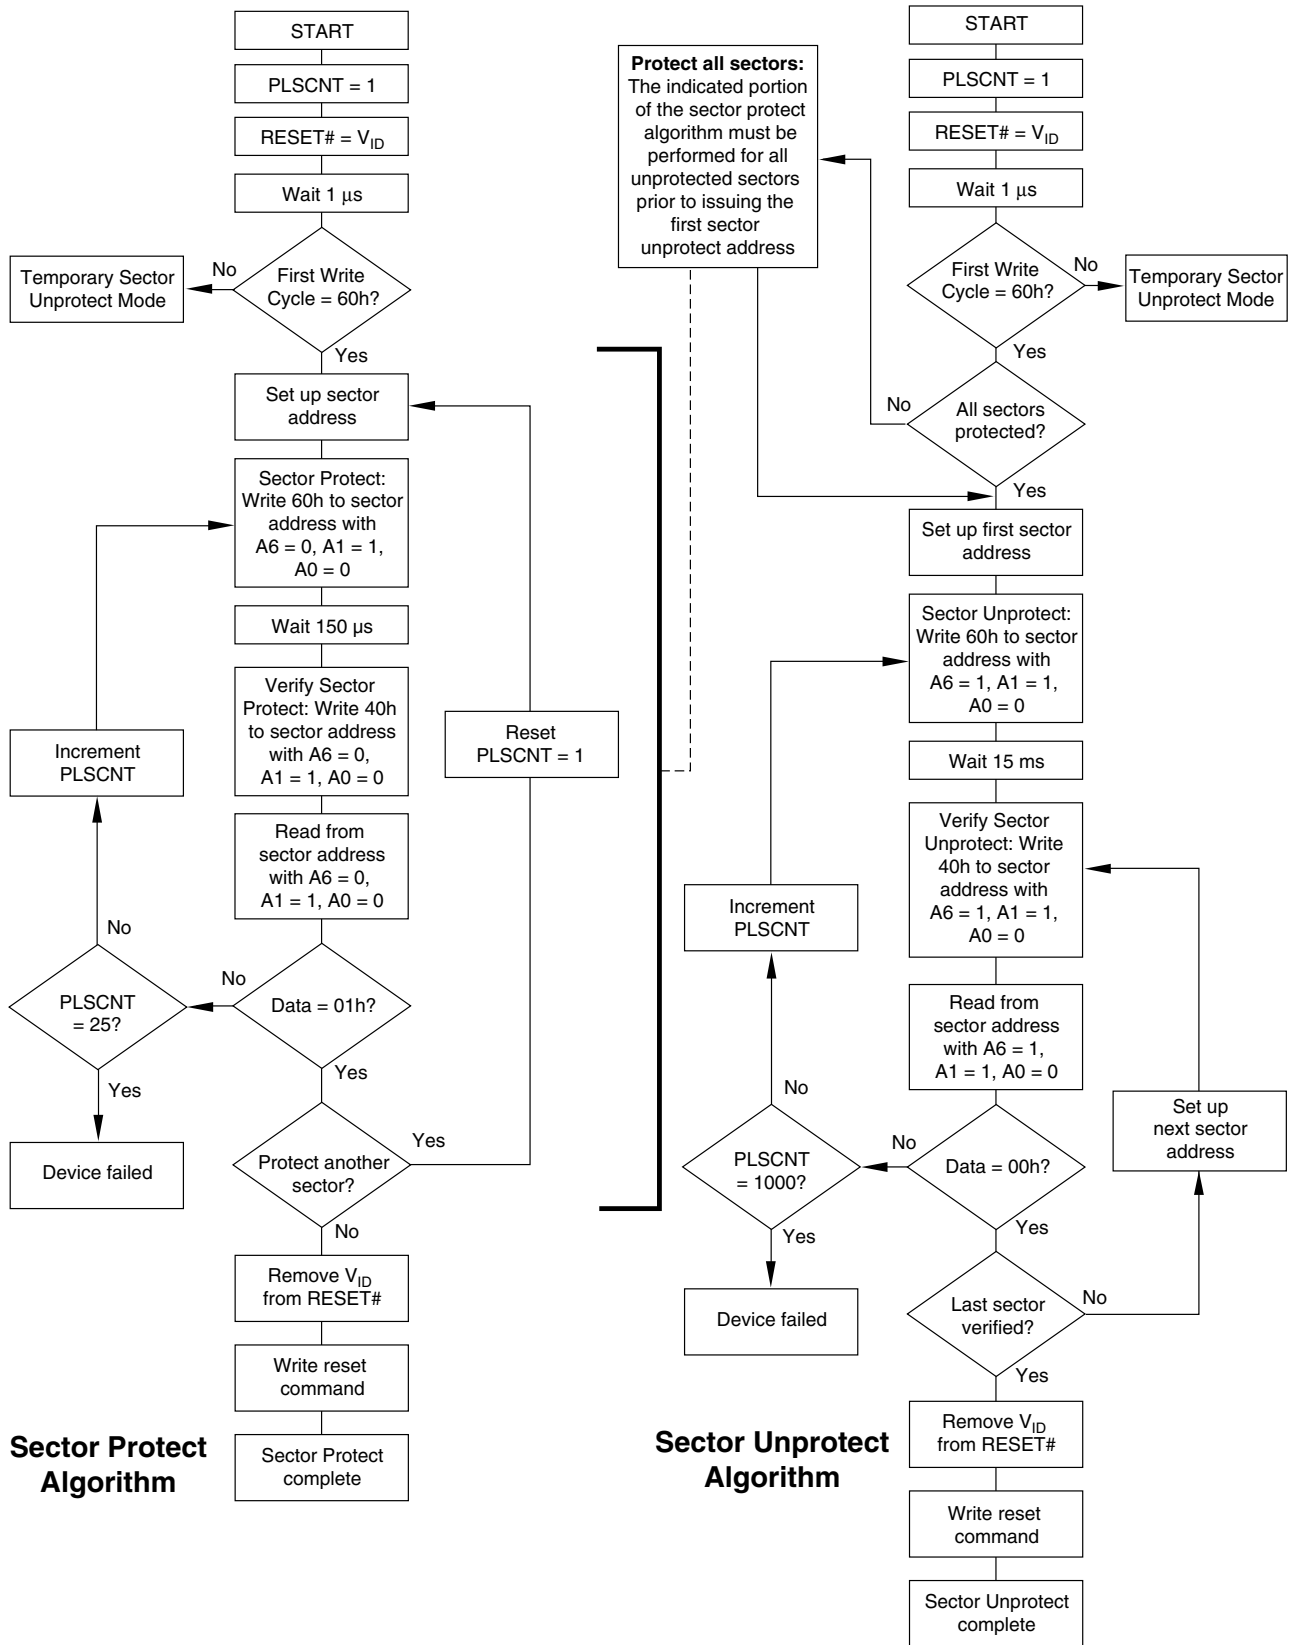 START
PLSCNT = 1
RESET# = VID
Wait 1 μs
First Write
Cycle = 60h?
No
Temporary Sector
Unprotect Mode
Yes
Set up sector
address
Sector Protect:
Write 60h to sector
address with
A6 = 0, A1 = 1,
A0 = 0
Wait 150 µs
Verify Sector
Protect: Write 40h
to sector address
with A6 = 0,
A1 = 1, A0 = 0
Reset
PLSCNT = 1
Increment
PLSCNT
Read from
sector address
with A6 = 0,
A1 = 1, A0 = 0
No
No
Data = 01h?
PLSCNT
= 25?
Yes
Yes
Device failed
Protect another
sector?
Yes
No
Remove VID
from RESET#
Write reset
command
Sector Protect
complete
Sector Protect
Algorithm
Protect all sectors:
The indicated portion
of the sector protect
algorithm must be
performed for all
unprotected sectors
prior to issuing the
first sector
unprotect address
START
PLSCNT = 1
RESET# = VID
Wait 1 μs
First Write
Cycle = 60h?
No
Temporary Sector
Unprotect Mode
Yes
No
All sectors
protected?
Yes
Set up first sector
address
Sector Unprotect:
Write 60h to sector
address with
A6 = 1, A1 = 1,
A0 = 0
Wait 15 ms
Verify Sector
Unprotect: Write
40h to sector
address with
A6 = 1, A1 = 1,
A0 = 0
Increment
PLSCNT
Read from
sector address
with A6 = 1,
A1 = 1, A0 = 0
No
Set up
next sector
address
No
Data = 00h?
PLSCNT
= 1000?
Yes
Yes
Device failed
Last sector
verified?
No
Yes
Remove VID
from RESET#
Write reset
command
Sector Unprotect
complete
Sector Unprotect
Algorithm